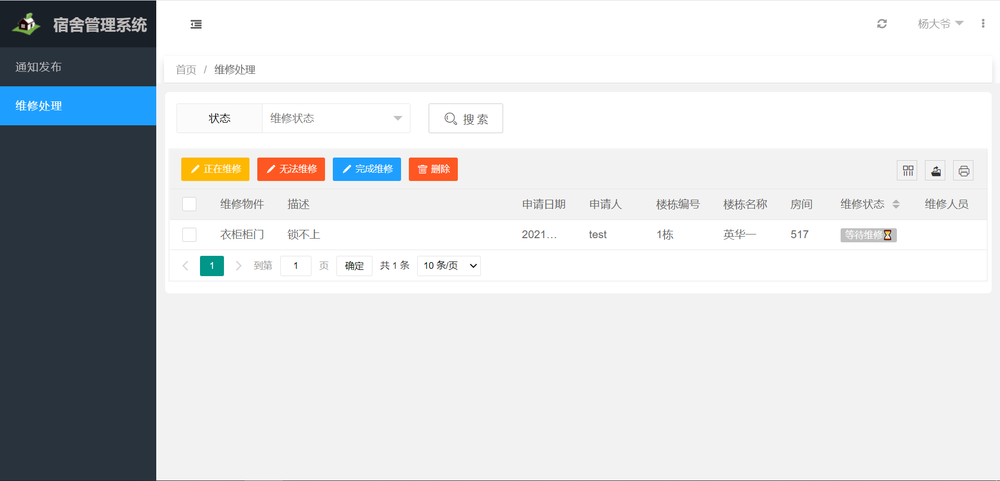 宿舍管理系统
杨大爷
通知发布
维修处理
首页 / 维修处理
状态 维修状态 搜 索
正在维修 无法维修 完成维修 删除
维修物件 描述 申请日期 申请人 楼栋编号 楼栋名称 房间 维修状态 维修人员
衣柜柜门 锁不上 2021... test 1栋 英华一 517 等待维修⌛
1 到第 1 页 确定 共 1 条 10 条/页